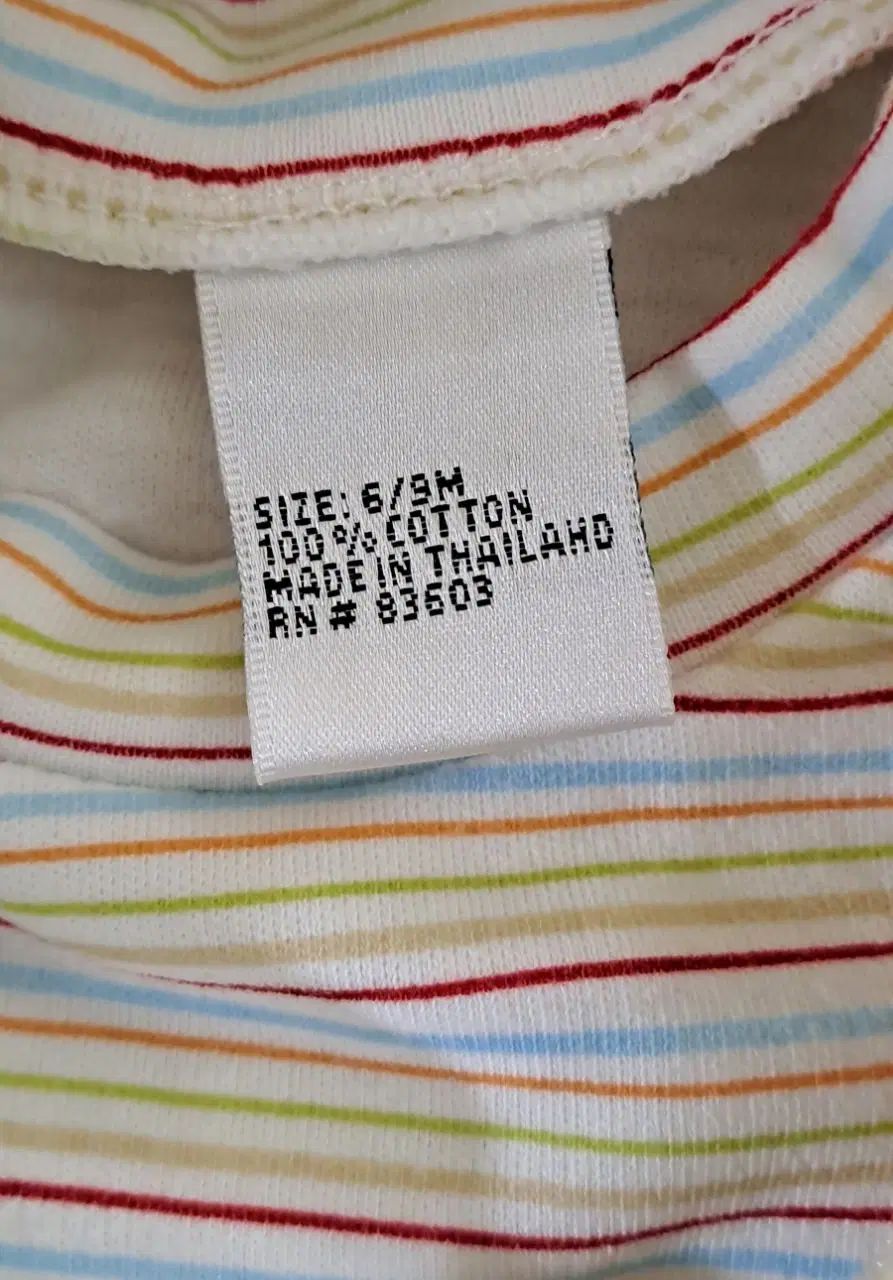 SIZE: 6/9M
100% COTTON
MADE IN THAILAND
RN # 83603